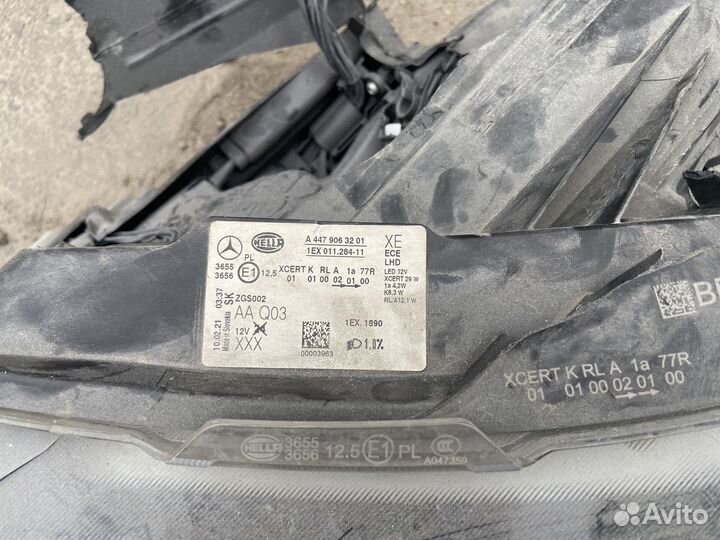 HELLA
A 447 906 32 01
1EX 011.284-11
XE
ECE
LHD
LED 12V
XCERT 29 W
1a 4,2W
K8,3 W
RL A12,1 W
3655
3656
PL
E1
12.5
XCERT K RL A 1a 77R
01 01 00 02 01 00
10.02.21 03:37
Made in Slovakia
SK
ZGS002
AA Q03
12V
XXX
1EX.1890
00003963
1.0%
XCERT K RL A 1a 77R
01 01 00 02 01 00
HELLA
3655
3656
12.5
E1
PL
CCC
A047359
Avito